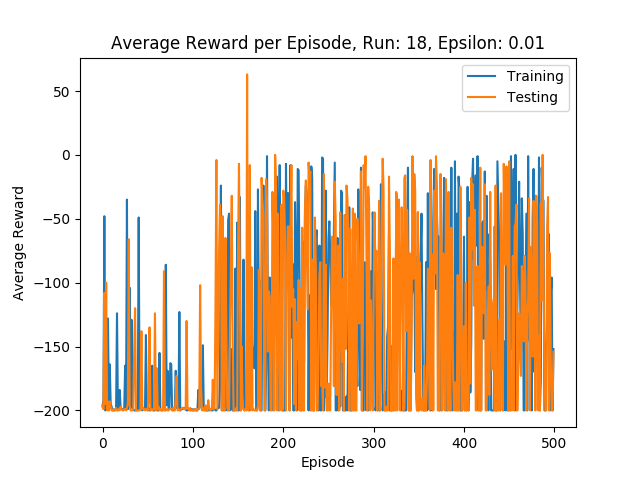 Average Reward per Episode, Run: 18, Epsilon: 0.01
Training
Testing
50
0
−50
−100
−150
−200
Average Reward
0 100 200 300 400 500
Episode